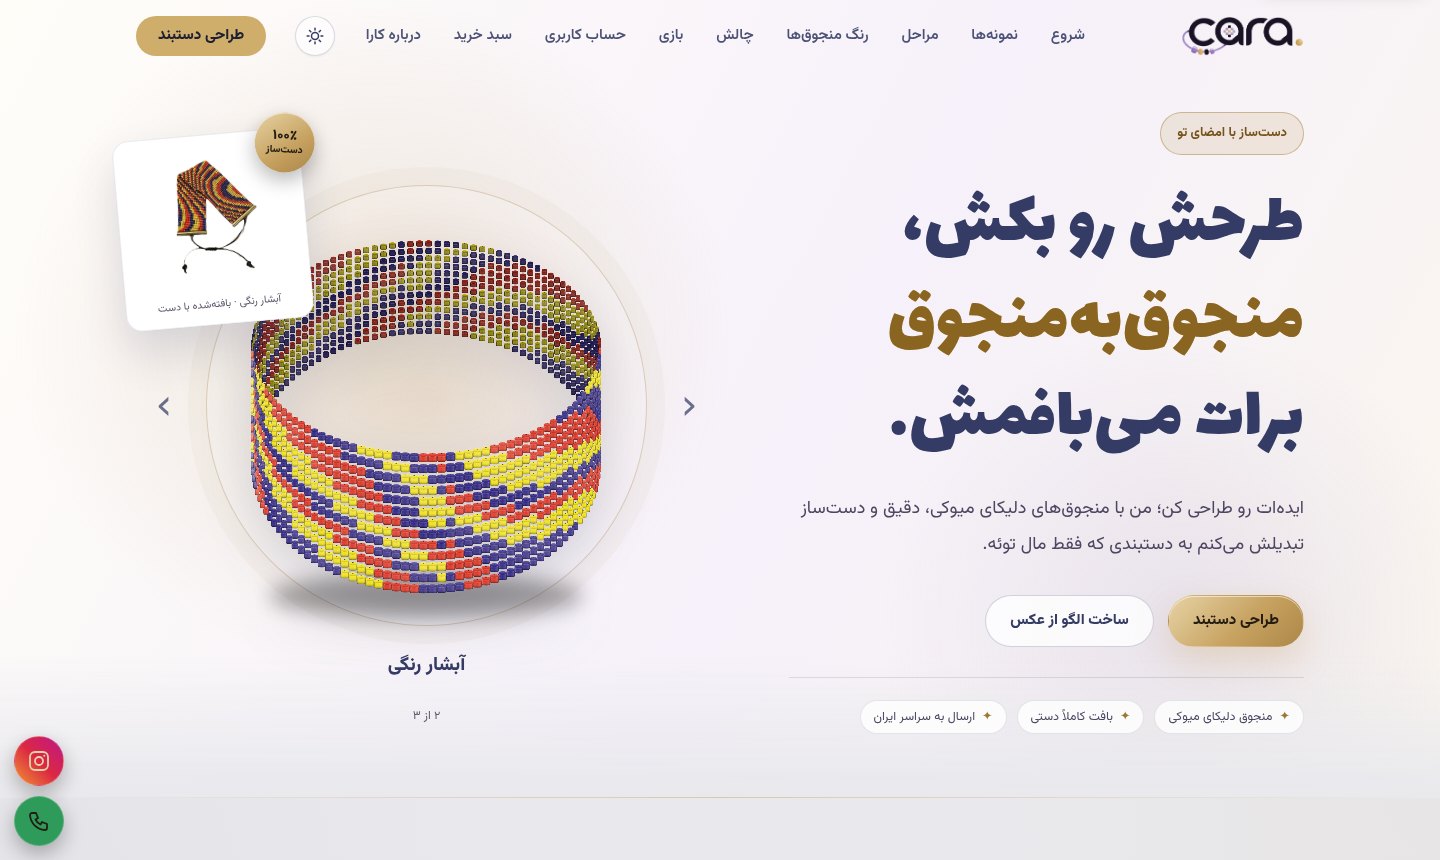 cara.
شروع
نمونه‌ها
مراحل
رنگ منجوق‌ها
چالش
بازی
حساب کاربری
سبد خرید
درباره کارا
طراحی دستبند
دست‌ساز با امضای تو
طرحش رو بکش،
منجوق‌به‌منجوق
برات می‌بافمش.
ایده‌ات رو طراحی کن؛ من با منجوق‌های دلیکای میوکی، دقیق و دست‌ساز
تبدیلش می‌کنم به دستبندی که فقط مال توئه.
طراحی دستبند
ساخت الگو از عکس
✦ منجوق دلیکای میوکی
✦ بافت کاملاً دستی
✦ ارسال به سراسر ایران
۱۰۰٪
دست‌ساز
آبشار رنگی · بافته‌شده با دست
آبشار رنگی
۲ از ۳